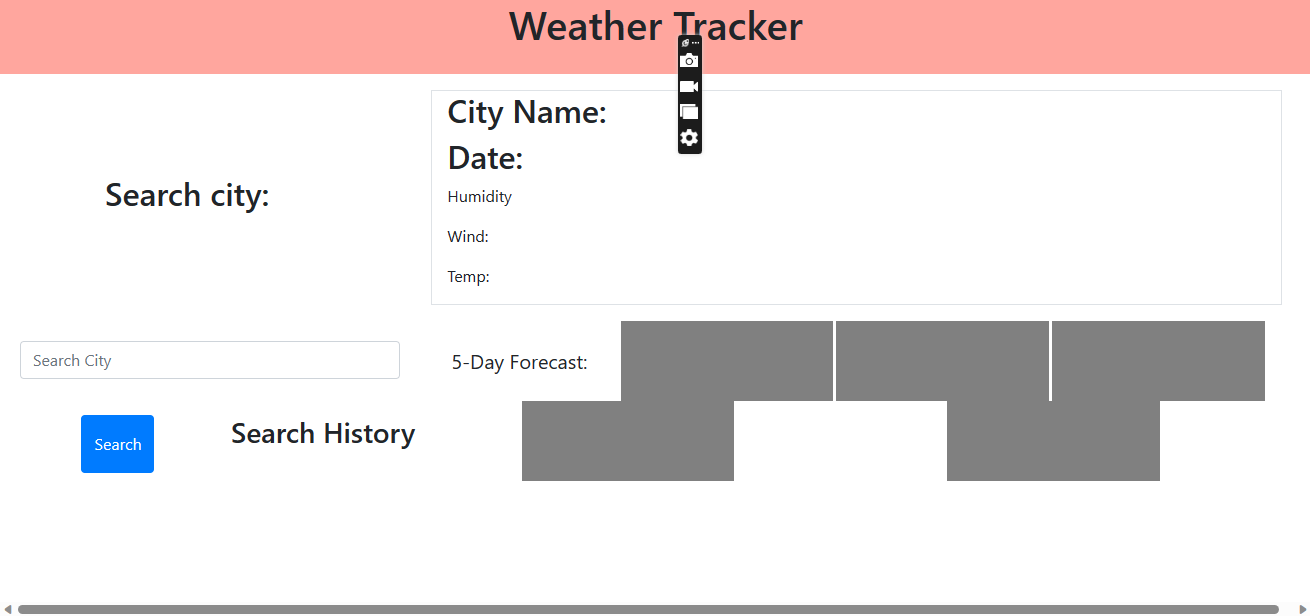 Weather Tracker
City Name:
Date:
Humidity
Wind:
Temp:
Search city:
Search City
Search
Search History
5-Day Forecast: